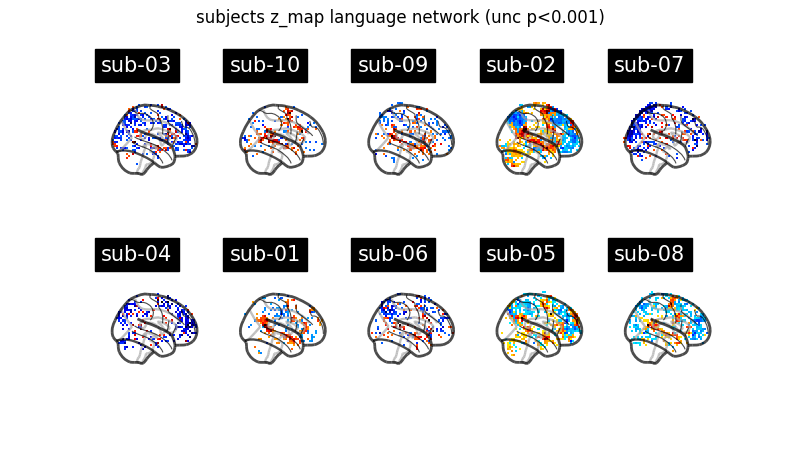 subjects z_map language network (unc p<0.001)
sub-03
sub-10
sub-09
sub-02
sub-07
sub-04
sub-01
sub-06
sub-05
sub-08